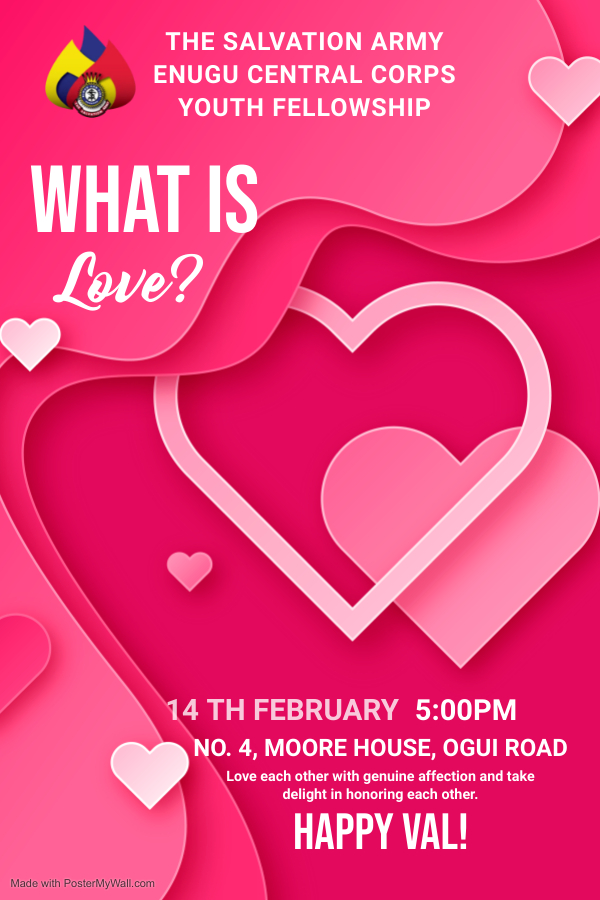 THE SALVATION ARMY
ENUGU CENTRAL CORPS
YOUTH FELLOWSHIP
WHAT IS
Love?
14 TH FEBRUARY 5:00PM
NO. 4, MOORE HOUSE, OGUI ROAD
Love each other with genuine affection and take
delight in honoring each other.
HAPPY VAL!
Made with PosterMyWall.com